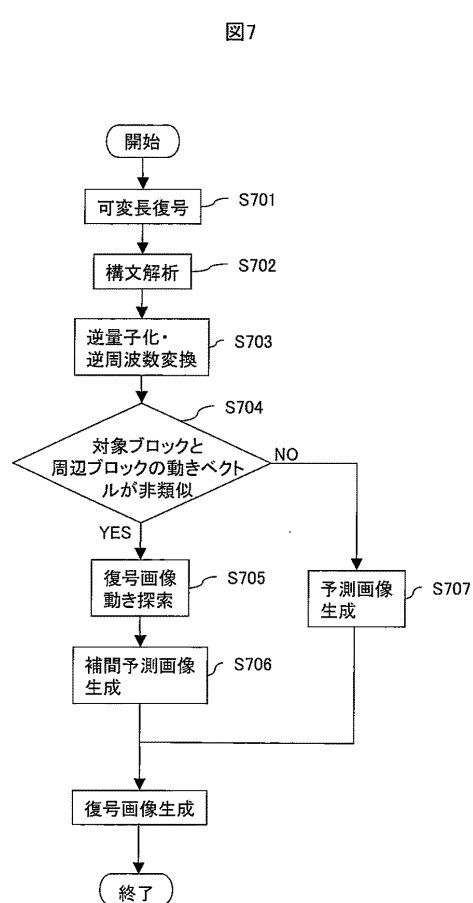 図7
開始
可変長復号
S701
構文解析
S702
逆量子化・
逆周波数変換
S703
S704
対象ブロックと
周辺ブロックの動きベクト
ルが非類似
NO
YES
復号画像
動き探索
S705
予測画像
生成
S707
補間予測画像
生成
S706
復号画像生成
終了